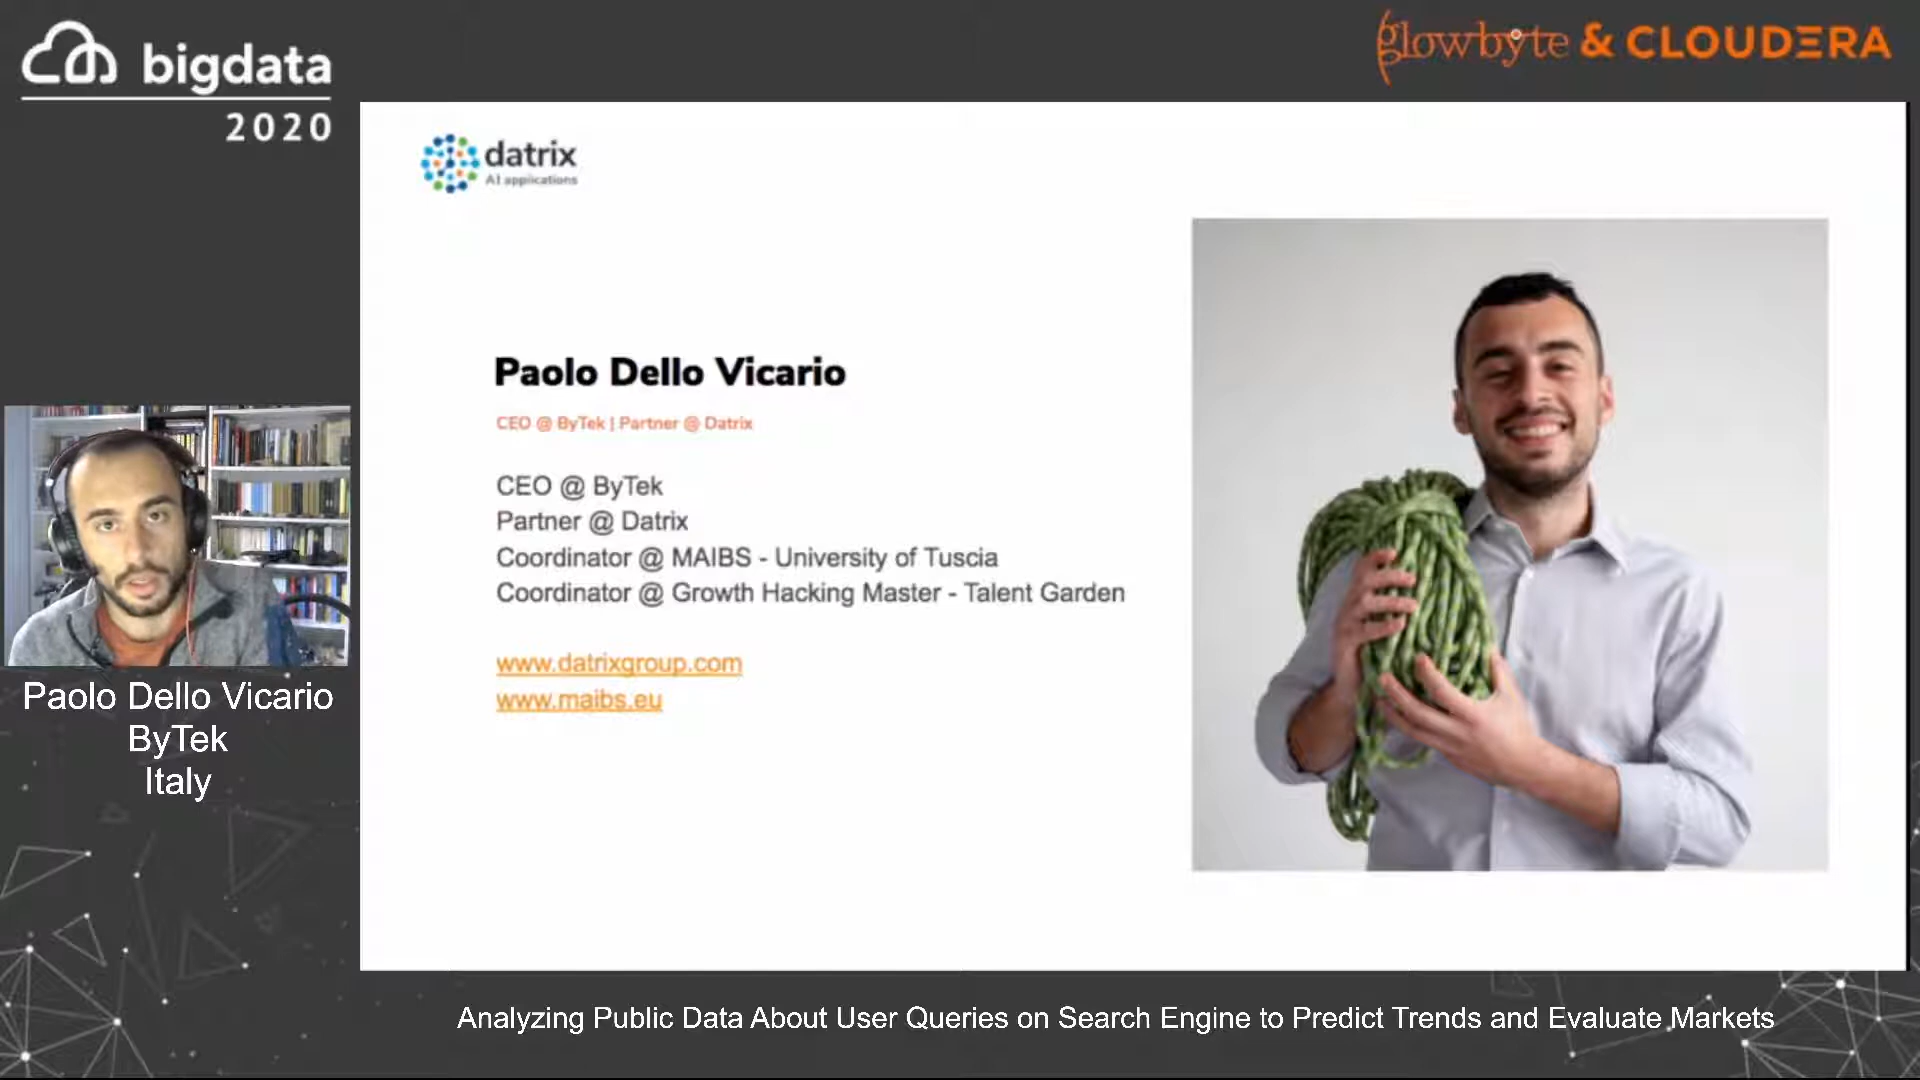 bigdata
2020
glowbyte & CLOUDERA
datrix
AI applications
Paolo Dello Vicario
CEO @ ByTek | Partner @ Datrix
CEO @ ByTek
Partner @ Datrix
Coordinator @ MAIBS - University of Tuscia
Coordinator @ Growth Hacking Master - Talent Garden
www.datrixgroup.com
www.maibs.eu
Paolo Dello Vicario
ByTek
Italy
Analyzing Public Data About User Queries on Search Engine to Predict Trends and Evaluate Markets